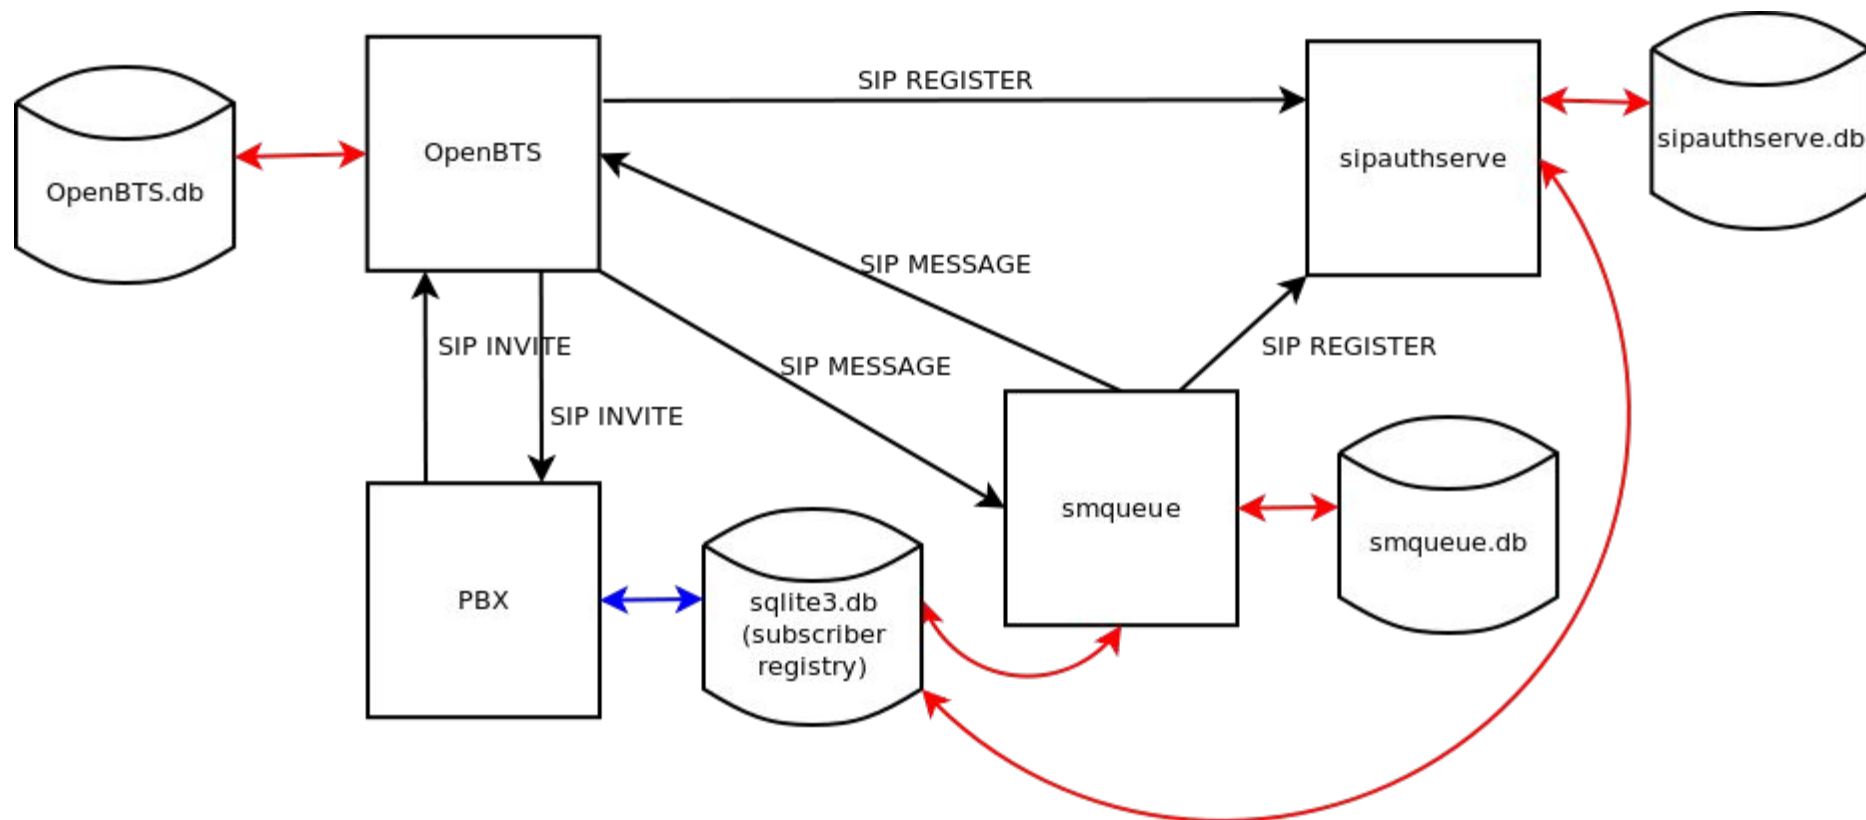 SIP REGISTER
OpenBTS
sipauthserve
sipauthserve.db
OpenBTS.db
SIP MESSAGE
SIP INVITE
SIP REGISTER
SIP MESSAGE
SIP INVITE
smqueue
smqueue.db
PBX
sqlite3.db
(subscriber
registry)